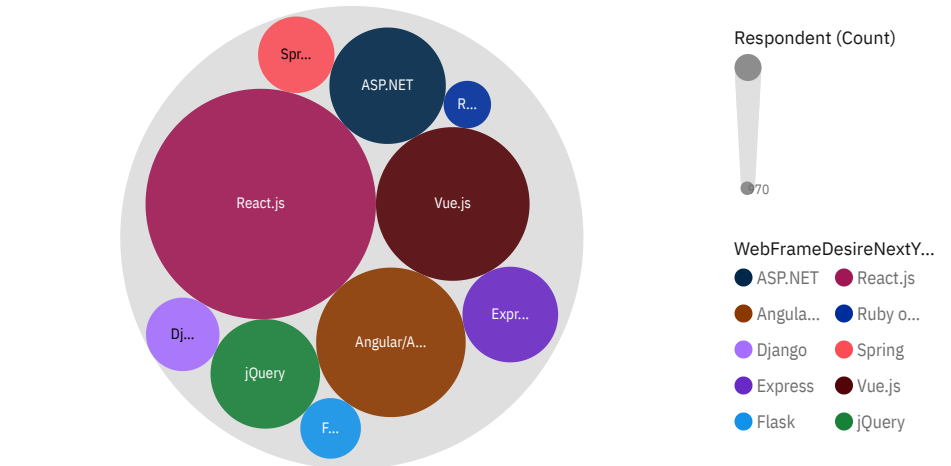 Spr...
ASP.NET
R...
React.js
Vue.js
Dj...
Expr...
Angular/A...
jQuery
F...
Respondent (Count)
970
WebFrameDesireNextY...
ASP.NET React.js
Angula... Ruby o...
Django Spring
Express Vue.js
Flask jQuery